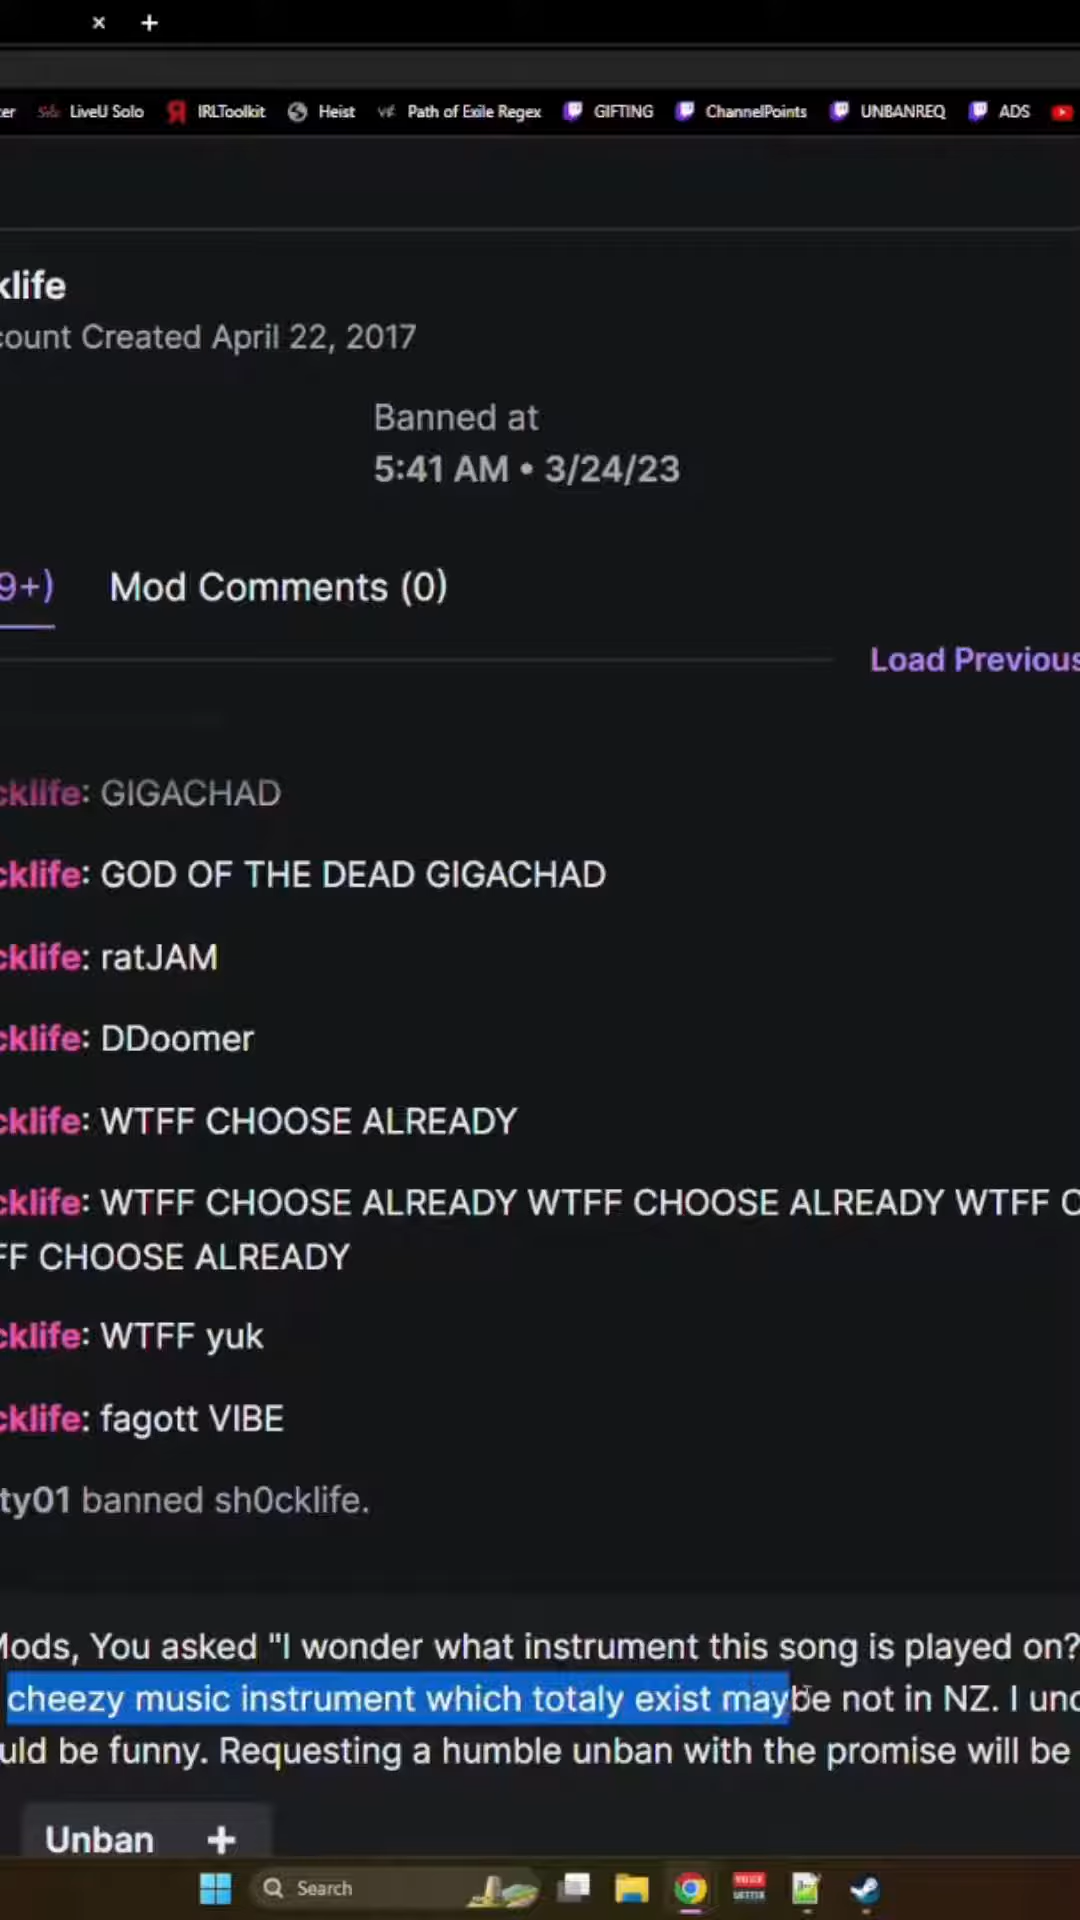 LiveU Solo IRLToolkit Heist Path of Exile Regex GIFTING ChannelPoints UNBANREQ ADS
klife
count Created April 22, 2017
Banned at
5:41 AM • 3/24/23
9+) Mod Comments (0)
Load Previous
cklife: GIGACHAD
cklife: GOD OF THE DEAD GIGACHAD
cklife: ratJAM
cklife: DDoomer
cklife: WTFF CHOOSE ALREADY
cklife: WTFF CHOOSE ALREADY WTFF CHOOSE ALREADY WTFF C
FF CHOOSE ALREADY
cklife: WTFF yuk
cklife: fagott VIBE
ty01 banned sh0cklife.
Mods, You asked "I wonder what instrument this song is played on?
cheezy music instrument which totaly exist maybe not in NZ. I und
uld be funny. Requesting a humble unban with the promise will be
Unban +
Search